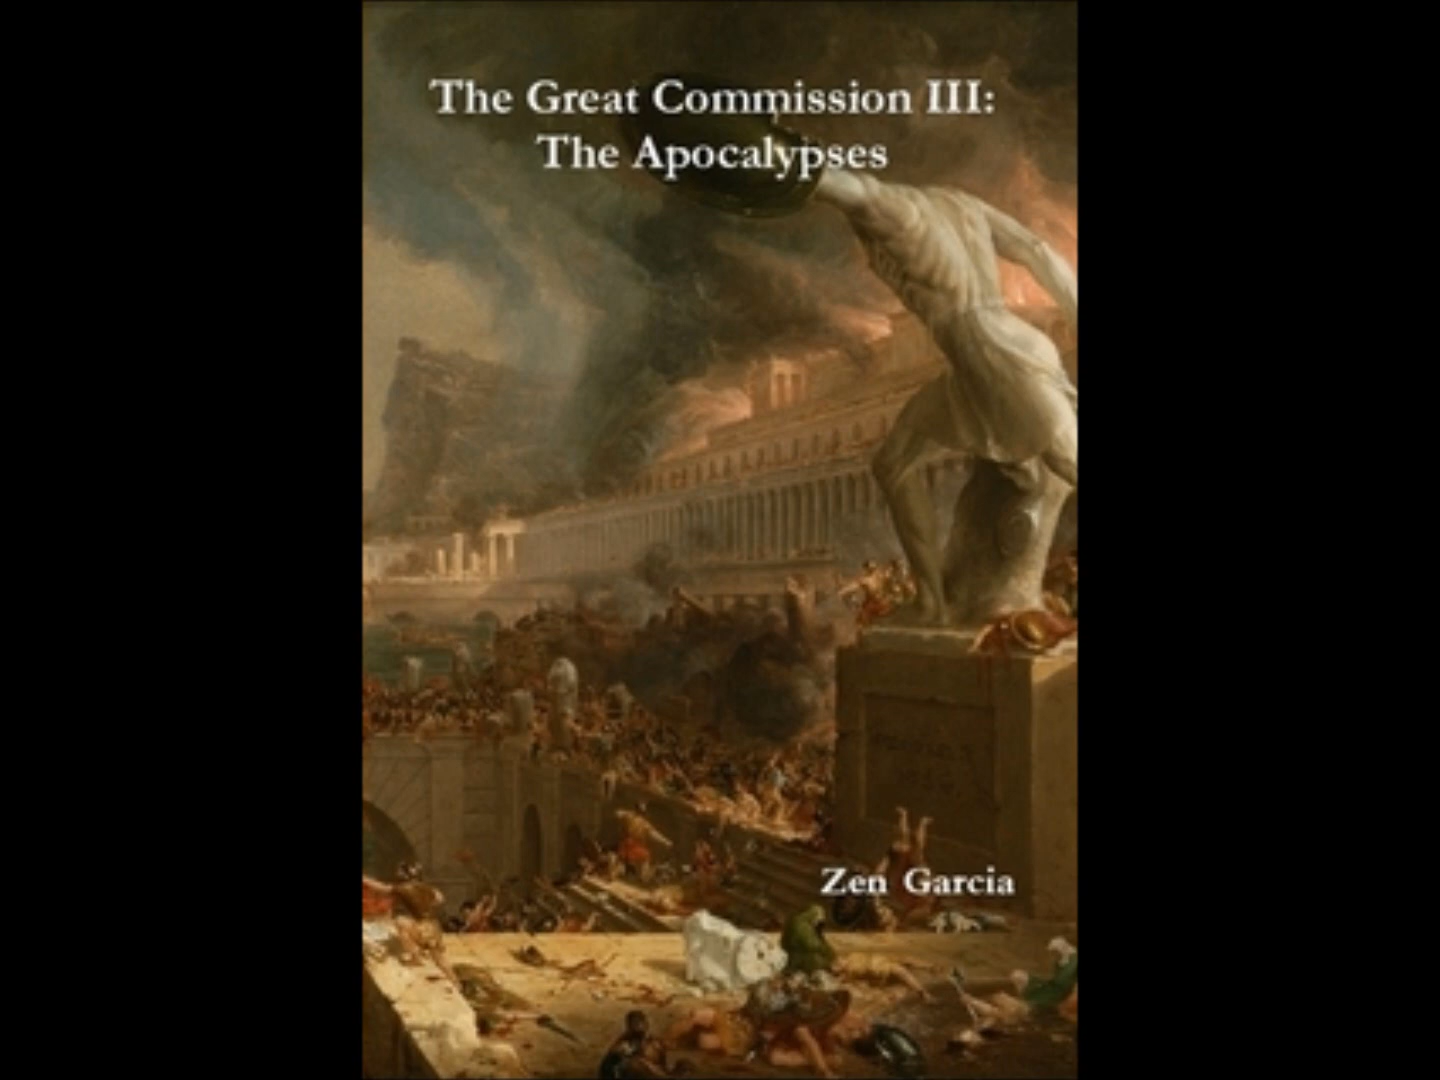 The Great Commission III:
The Apocalypses
Zen Garcia